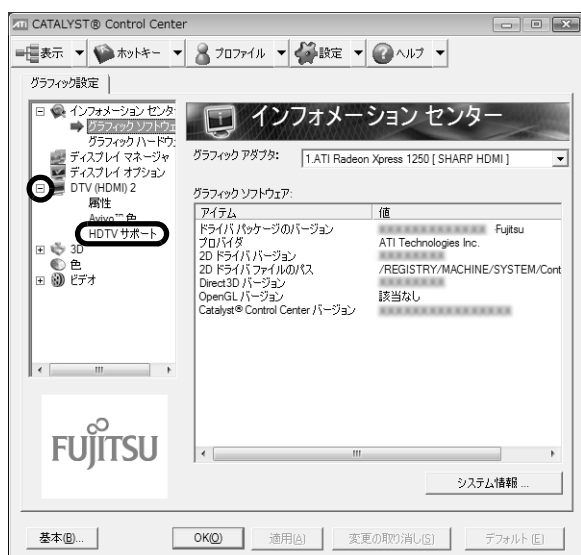 CATALYST® Control Center
表示 ホットキー プロファイル 設定 ヘルプ
グラフィック設定
インフォメーション センタ
グラフィック ソフトウェ
グラフィック ハードウ
ディスプレイ マネージャ
ディスプレイ オプション
DTV (HDMI) 2
属性
Avivo™ 色
HDTV サポート
3D
色
ビデオ
FUJITSU
インフォメーション センター
グラフィック アダプタ: 1.ATI Radeon Xpress 1250 [ SHARP HDMI ]
グラフィック ソフトウェア:
アイテム 値
ドライバ パッケージのバージョン -Fujitsu
プロバイダ ATI Technologies Inc.
2D ドライバ バージョン
2D ドライバ ファイルのパス /REGISTRY/MACHINE/SYSTEM/Cont
Direct3D バージョン
OpenGL バージョン 該当なし
Catalyst® Control Center バージョン
システム情報 ...
基本(B)... OK(O) 適用(A) 変更の取り消し(S) デフォルト(E)